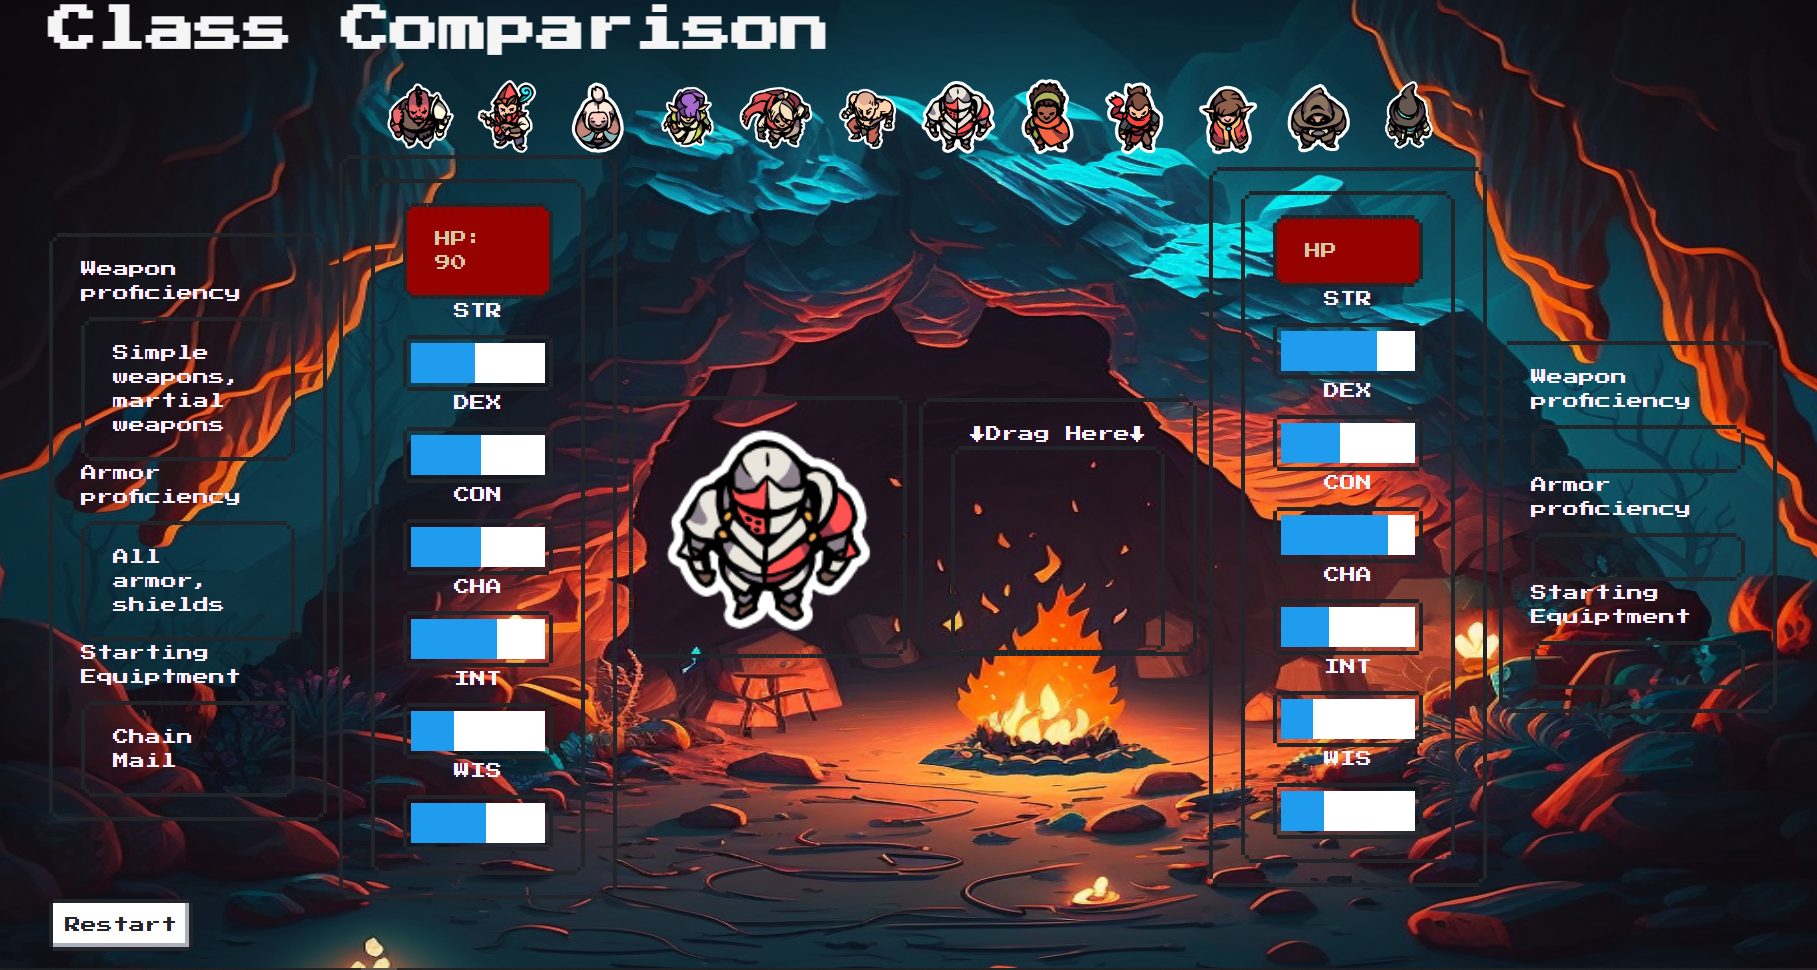 Class Comparison
Weapon
proficiency
Simple
weapons,
martial
weapons
Armor
proficiency
All
armor,
shields
Starting
Equiptment
Chain
Mail
HP:
90
STR
DEX
CON
CHA
INT
WIS
↓Drag Here↓
HP
STR
DEX
CON
CHA
INT
WIS
Weapon
proficiency
Armor
proficiency
Starting
Equiptment
Restart